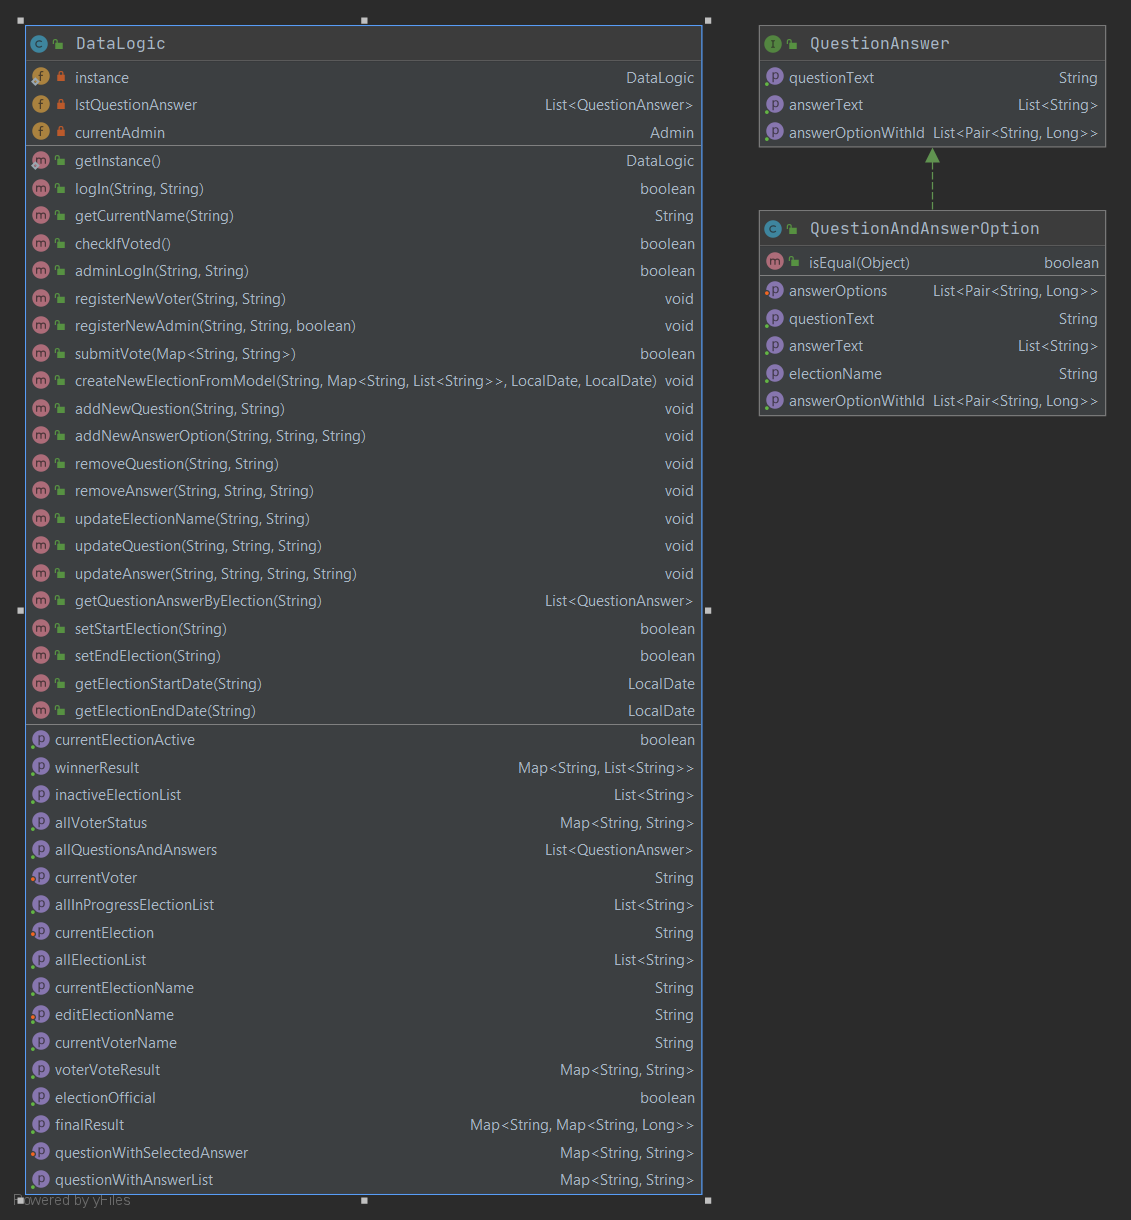 DataLogic
instance DataLogic
lstQuestionAnswer List<QuestionAnswer>
currentAdmin Admin
getInstance() DataLogic
logIn(String, String) boolean
getCurrentName(String) String
checkIfVoted() boolean
adminLogIn(String, String) boolean
registerNewVoter(String, String) void
registerNewAdmin(String, String, boolean) void
submitVote(Map<String, String>) boolean
createNewElectionFromModel(String, Map<String, List<String>>, LocalDate, LocalDate) void
addNewQuestion(String, String) void
addNewAnswerOption(String, String, String) void
removeQuestion(String, String) void
removeAnswer(String, String, String) void
updateElectionName(String, String) void
updateQuestion(String, String, String) void
updateAnswer(String, String, String, String) void
getQuestionAnswerByElection(String) List<QuestionAnswer>
setStartElection(String) boolean
setEndElection(String) boolean
getElectionStartDate(String) LocalDate
getElectionEndDate(String) LocalDate
currentElectionActive boolean
winnerResult Map<String, List<String>>
inactiveElectionList List<String>
allVoterStatus Map<String, String>
allQuestionsAndAnswers List<QuestionAnswer>
currentVoter String
allInProgressElectionList List<String>
currentElection String
allElectionList List<String>
currentElectionName String
editElectionName String
currentVoterName String
voterVoteResult Map<String, String>
electionOfficial boolean
finalResult Map<String, Map<String, Long>>
questionWithSelectedAnswer Map<String, String>
questionWithAnswerList Map<String, String>
Powered by yFiles
QuestionAnswer
questionText String
answerText List<String>
answerOptionWithId List<Pair<String, Long>>
QuestionAndAnswerOption
isEqual(Object) boolean
answerOptions List<Pair<String, Long>>
questionText String
answerText List<String>
electionName String
answerOptionWithId List<Pair<String, Long>>